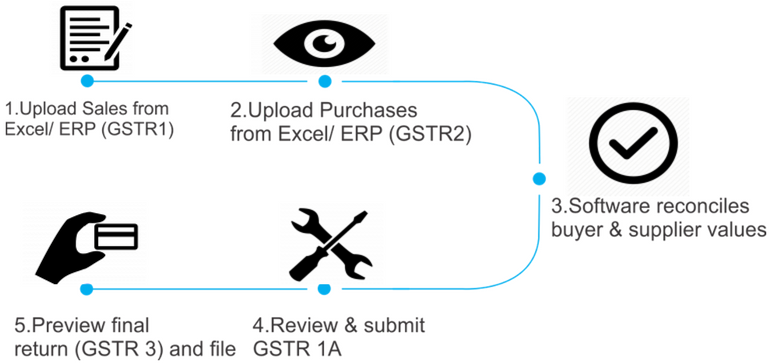 1.Upload Sales from
Excel/ ERP (GSTR1)
2.Upload Purchases
from Excel/ ERP (GSTR2)
3.Software reconciles
buyer & supplier values
4.Review & submit
GSTR 1A
5.Preview final
return (GSTR 3) and file